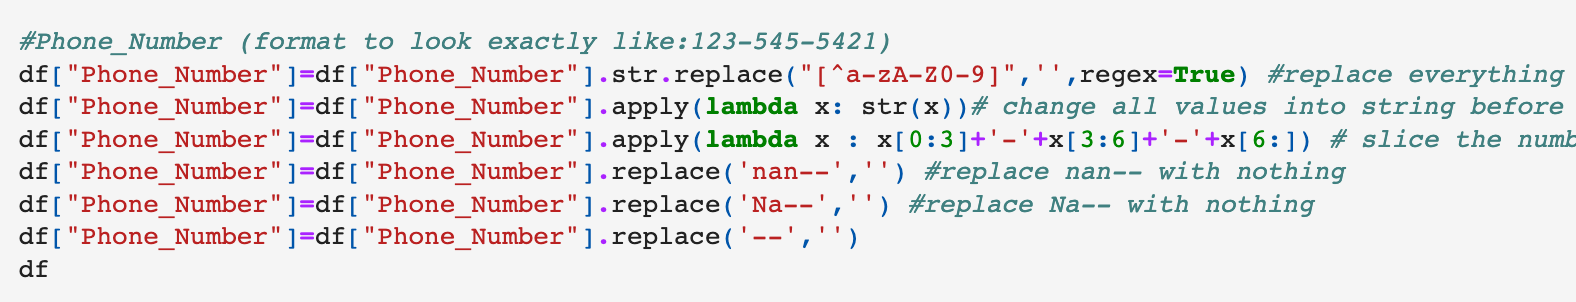 #Phone_Number (format to look exactly like:123-545-5421)
df["Phone_Number"]=df["Phone_Number"].str.replace("[^a-zA-Z0-9]",'',regex=True) #replace everything
df["Phone_Number"]=df["Phone_Number"].apply(lambda x: str(x))# change all values into string before
df["Phone_Number"]=df["Phone_Number"].apply(lambda x : x[0:3]+'-'+x[3:6]+'-'+x[6:]) # slice the numb
df["Phone_Number"]=df["Phone_Number"].replace('nan--','') #replace nan-- with nothing
df["Phone_Number"]=df["Phone_Number"].replace('Na--','') #replace Na-- with nothing
df["Phone_Number"]=df["Phone_Number"].replace('--','')
df